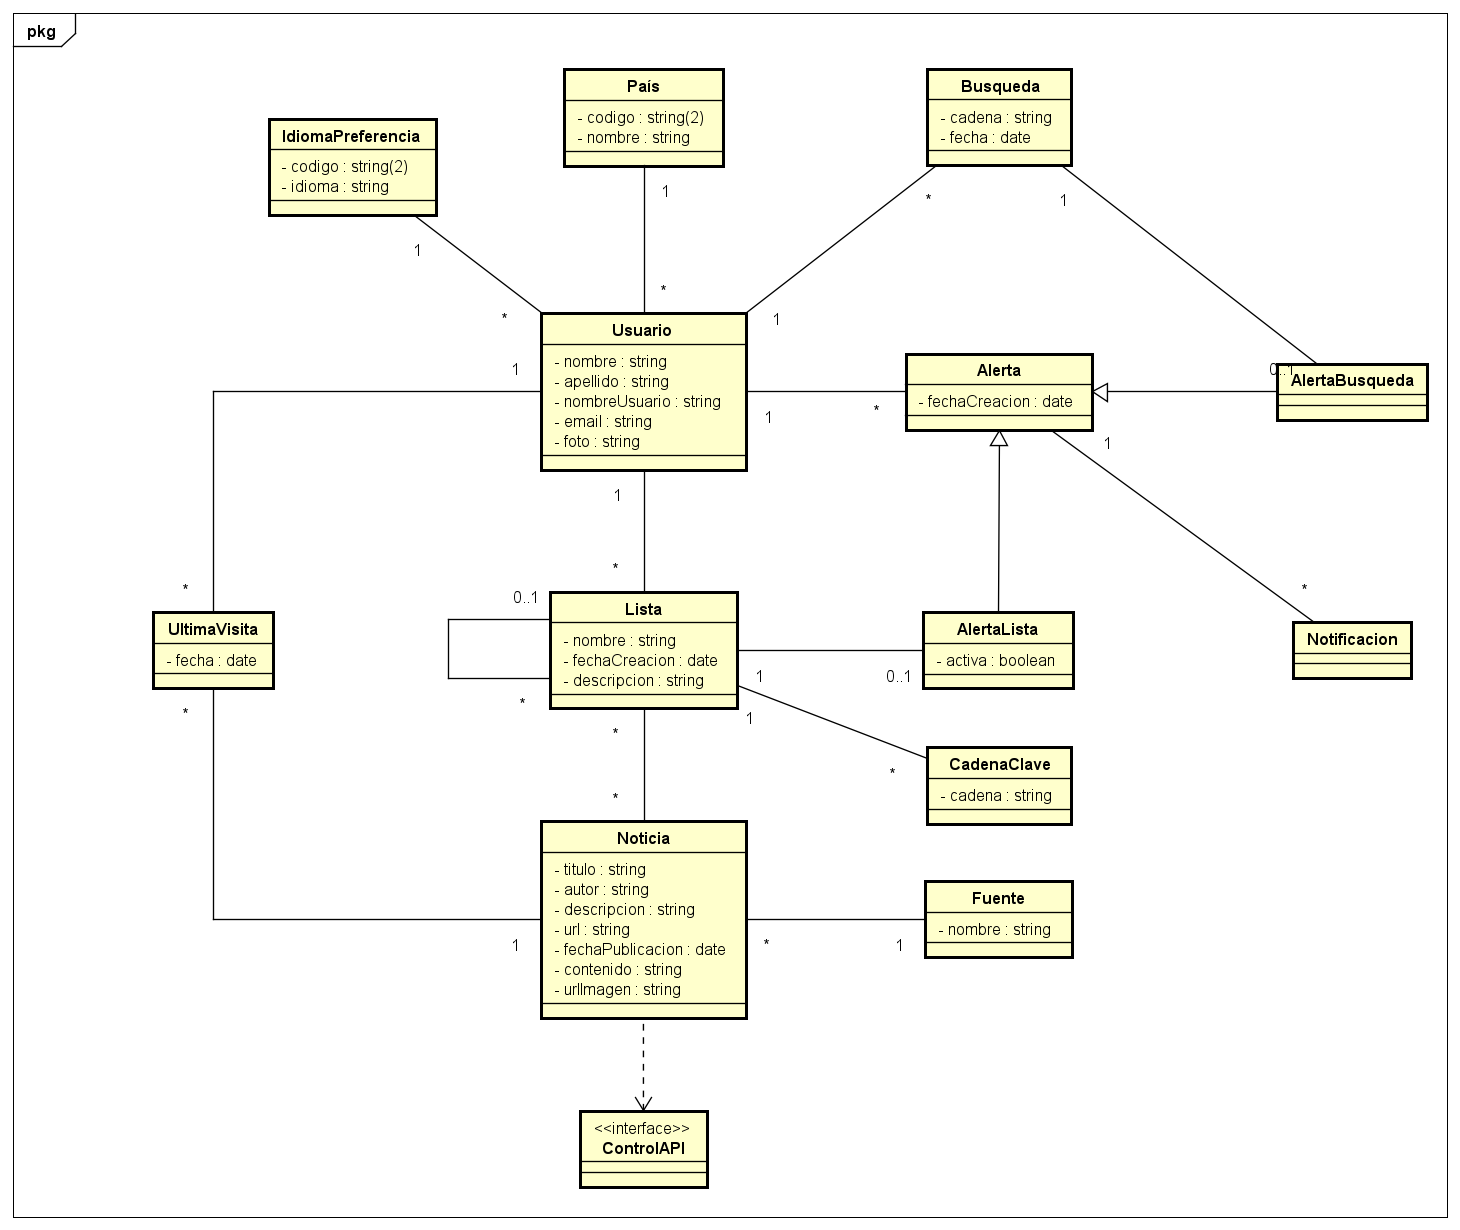 pkg
País
- codigo : string(2)
- nombre : string
1
*
Busqueda
- cadena : string
- fecha : date
*
1
1
0..1
IdiomaPreferencia
- codigo : string(2)
- idioma : string
1
*
Usuario
- nombre : string
- apellido : string
- nombreUsuario : string
- email : string
- foto : string
1
1
*
1
*
Alerta
- fechaCreacion : date
1
*
AlertaBusqueda
UltimaVisita
- fecha : date
*
*
1
Lista
- nombre : string
- fechaCreacion : date
- descripcion : string
0..1
*
1
0..1
1
*
*
*
AlertaLista
- activa : boolean
Notificacion
CadenaClave
- cadena : string
Noticia
- titulo : string
- autor : string
- descripcion : string
- url : string
- fechaPublicacion : date
- contenido : string
- urlImagen : string
*
1
Fuente
- nombre : string
<<interface>>
ControlAPI